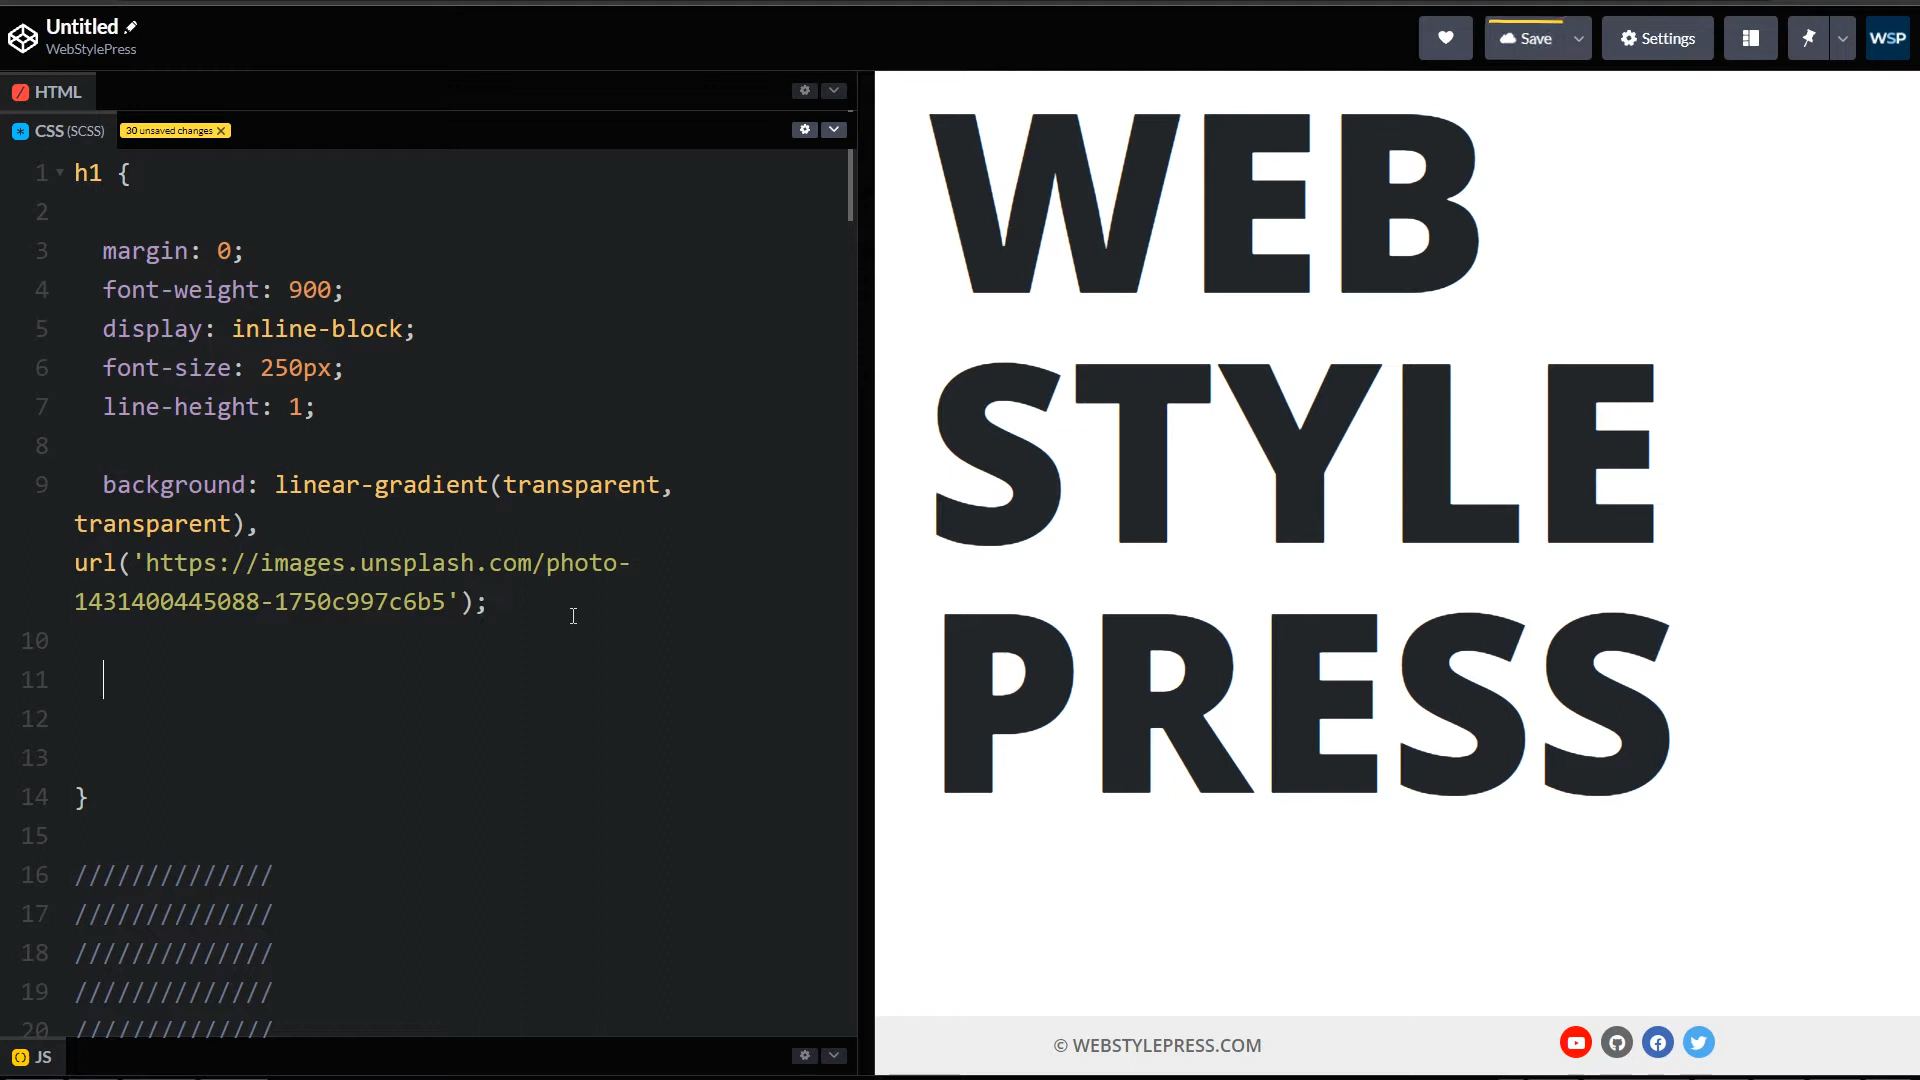 Untitled
WebStylePress
Save
Settings
WSP
HTML
CSS (SCSS) 30 unsaved changes ×
1 h1 {
2
3 margin: 0;
4 font-weight: 900;
5 display: inline-block;
6 font-size: 250px;
7 line-height: 1;
8
9 background: linear-gradient(transparent,
transparent),
url('https://images.unsplash.com/photo-
1431400445088-1750c997c6b5');
10
11
12
13
14 }
15
16 //////////////
17 //////////////
18 //////////////
19 //////////////
20 //////////////
JS
WEB
STYLE
PRESS
© WEBSTYLEPRESS.COM